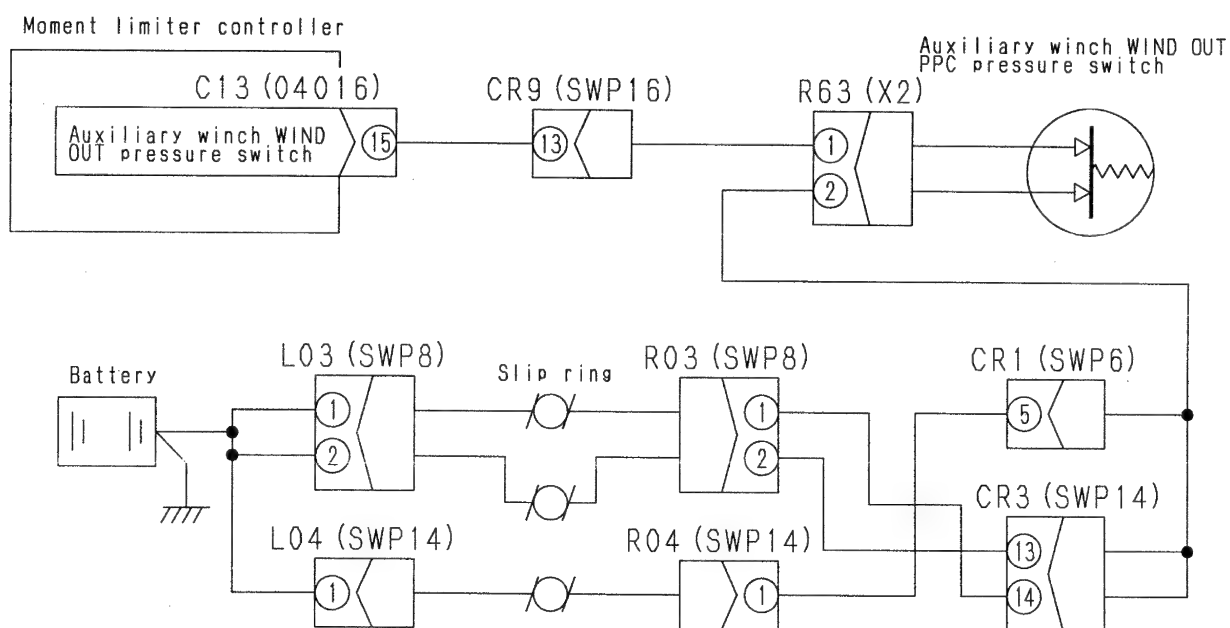 Moment limiter controller
Auxiliary winch WIND OUT
PPC pressure switch
C13 (04016)
CR9 (SWP16)
R63 (X2)
Auxiliary winch WIND
OUT pressure switch
15
13
1
2
L03 (SWP8)
R03 (SWP8)
CR1 (SWP6)
Battery
Slip ring
1
2
1
2
5
L04 (SWP14)
R04 (SWP14)
CR3 (SWP14)
1
1
13
14